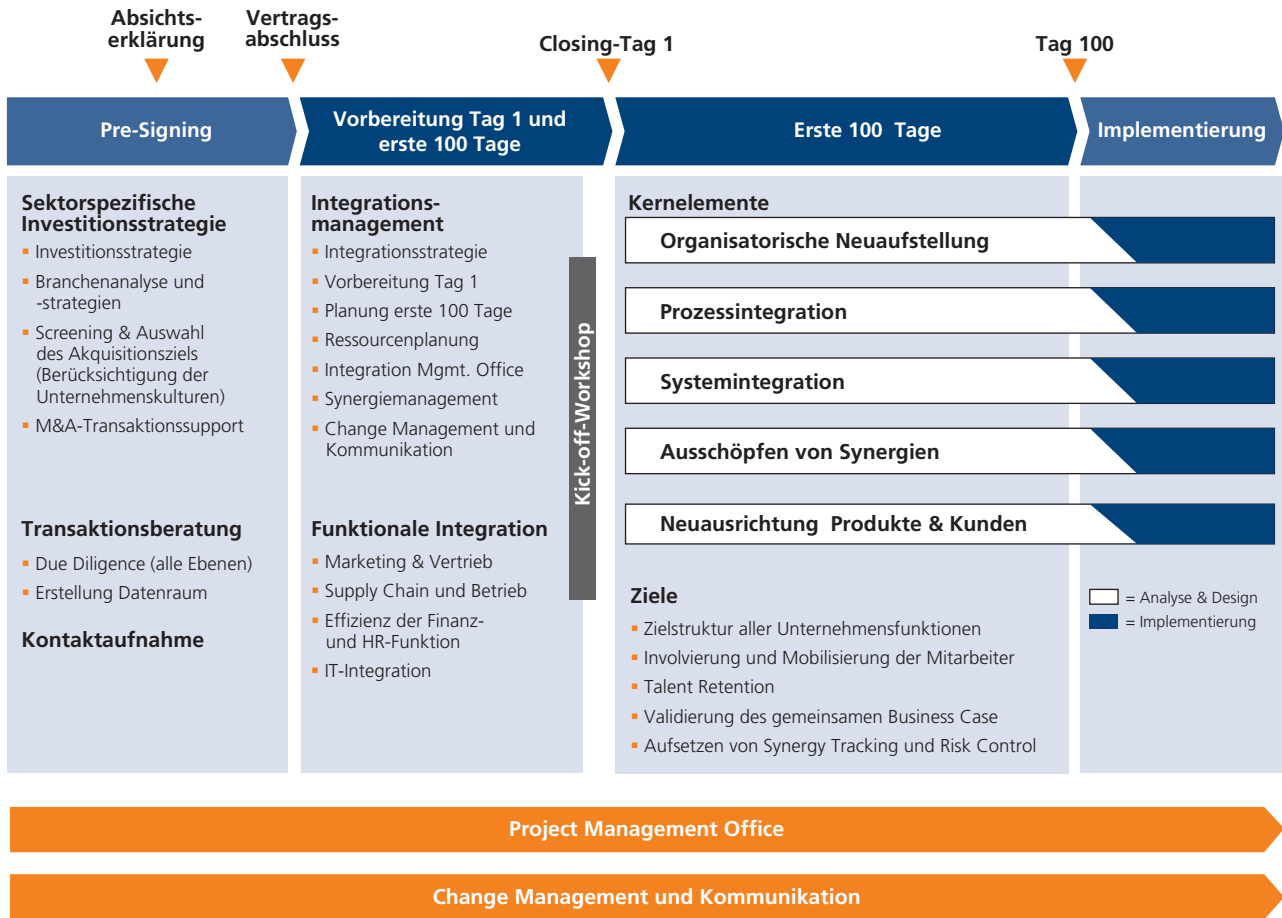 Absichts-
erklärung
Vertrags-
abschluss
Closing-Tag 1
Tag 100
Pre-Signing
Vorbereitung Tag 1 und
erste 100 Tage
Erste 100 Tage
Implementierung
Sektorspezifische
Investitionsstrategie
▪ Investitionsstrategie
▪ Branchenanalyse und
-strategien
▪ Screening & Auswahl
des Akquisitionsziels
(Berücksichtigung der
Unternehmenskulturen)
▪ M&A-Transaktionssupport
Transaktionsberatung
▪ Due Diligence (alle Ebenen)
▪ Erstellung Datenraum
Kontaktaufnahme
Integrations-
management
▪ Integrationsstrategie
▪ Vorbereitung Tag 1
▪ Planung erste 100 Tage
▪ Ressourcenplanung
▪ Integration Mgmt. Office
▪ Synergiemanagement
▪ Change Management und
Kommunikation
Funktionale Integration
▪ Marketing & Vertrieb
▪ Supply Chain und Betrieb
▪ Effizienz der Finanz-
und HR-Funktion
▪ IT-Integration
Kick-off-Workshop
Kernelemente
Organisatorische Neuaufstellung
Prozessintegration
Systemintegration
Ausschöpfen von Synergien
Neuausrichtung Produkte & Kunden
Ziele
▪ Zielstruktur aller Unternehmensfunktionen
▪ Involvierung und Mobilisierung der Mitarbeiter
▪ Talent Retention
▪ Validierung des gemeinsamen Business Case
▪ Aufsetzen von Synergy Tracking und Risk Control
= Analyse & Design
= Implementierung
Project Management Office
Change Management und Kommunikation